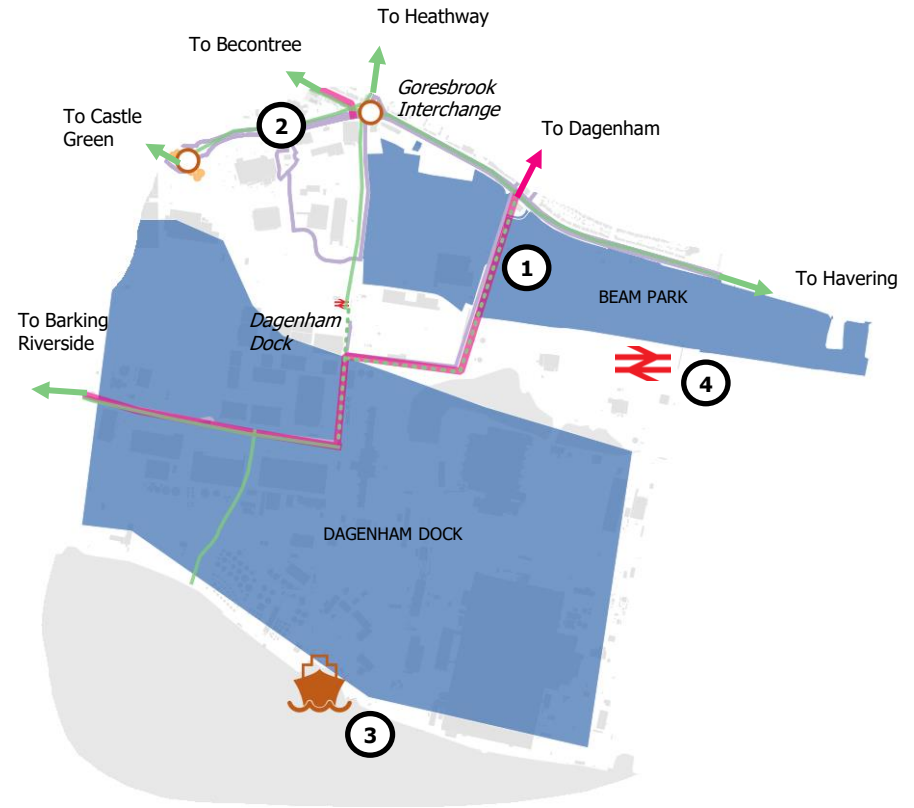 To Heathway
To Becontree
Goresbrook
Interchange
To Castle
Green
2
To Dagenham
1
To Havering
BEAM PARK
To Barking
Riverside
Dagenham
Dock
4
DAGENHAM DOCK
3